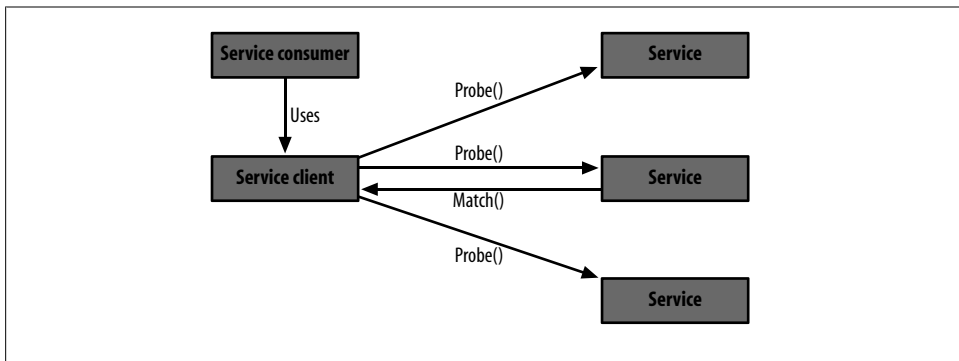 Service consumer
Service
Probe()
Uses
Probe()
Service client
Service
Match()
Probe()
Service